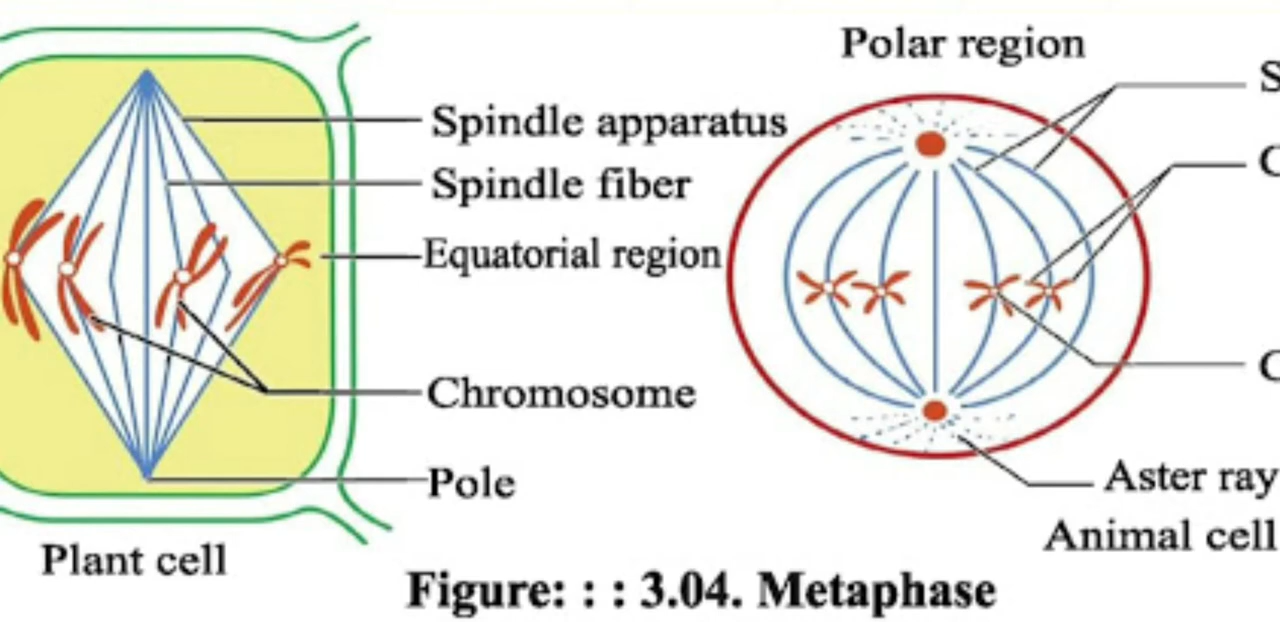 Polar region
S
Spindle apparatus
C
Spindle fiber
Equatorial region
C
Chromosome
Pole
Aster ray
Animal cell
Plant cell
Figure: : : 3.04. Metaphase